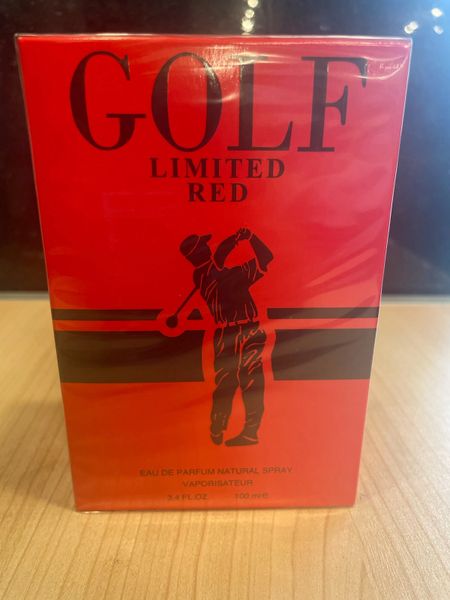 GOLF
LIMITED
RED
EAU DE PARFUM NATURAL SPRAY
VAPORISATEUR
3.4 FL.OZ 100 ml ℮